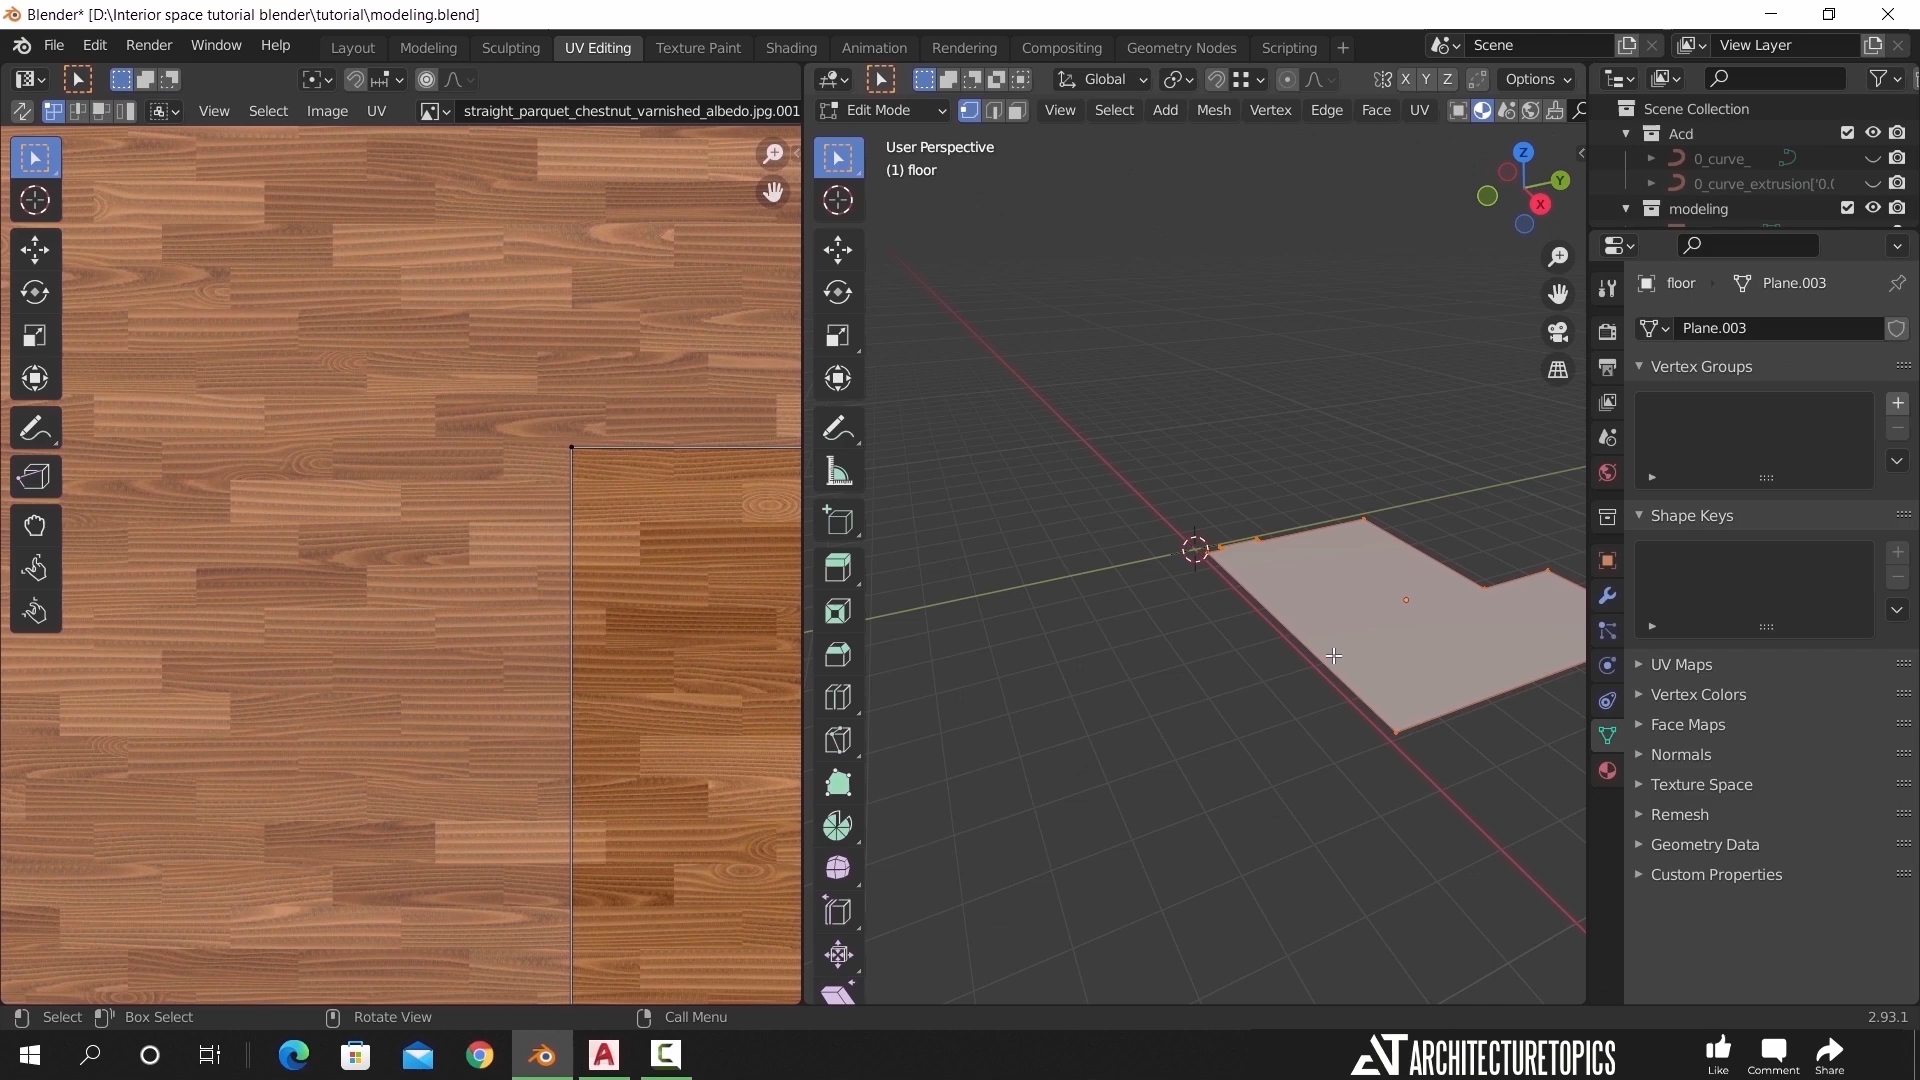 Blender* [D:\Interior space tutorial blender\tutorial\modeling.blend]
File Edit Render Window Help
Layout Modeling Sculpting UV Editing Texture Paint Shading Animation Rendering Compositing Geometry Nodes Scripting
Scene
View Layer
Global
X Y Z
Options
View Select Image UV
straight_parquet_chestnut_varnished_albedo.jpg.001
Edit Mode
View Select Add Mesh Vertex Edge Face UV
Scene Collection
Acd
0_curve_
0_curve_extrusion['0.0
modeling
User Perspective
(1) floor
Z
Y
X
floor
Plane.003
Plane.003
Vertex Groups
Shape Keys
UV Maps
Vertex Colors
Face Maps
Normals
Texture Space
Remesh
Geometry Data
Custom Properties
Select
Box Select
Rotate View
Call Menu
2.93.1
ARCHITECTURETOPICS
Like
Comment
Share